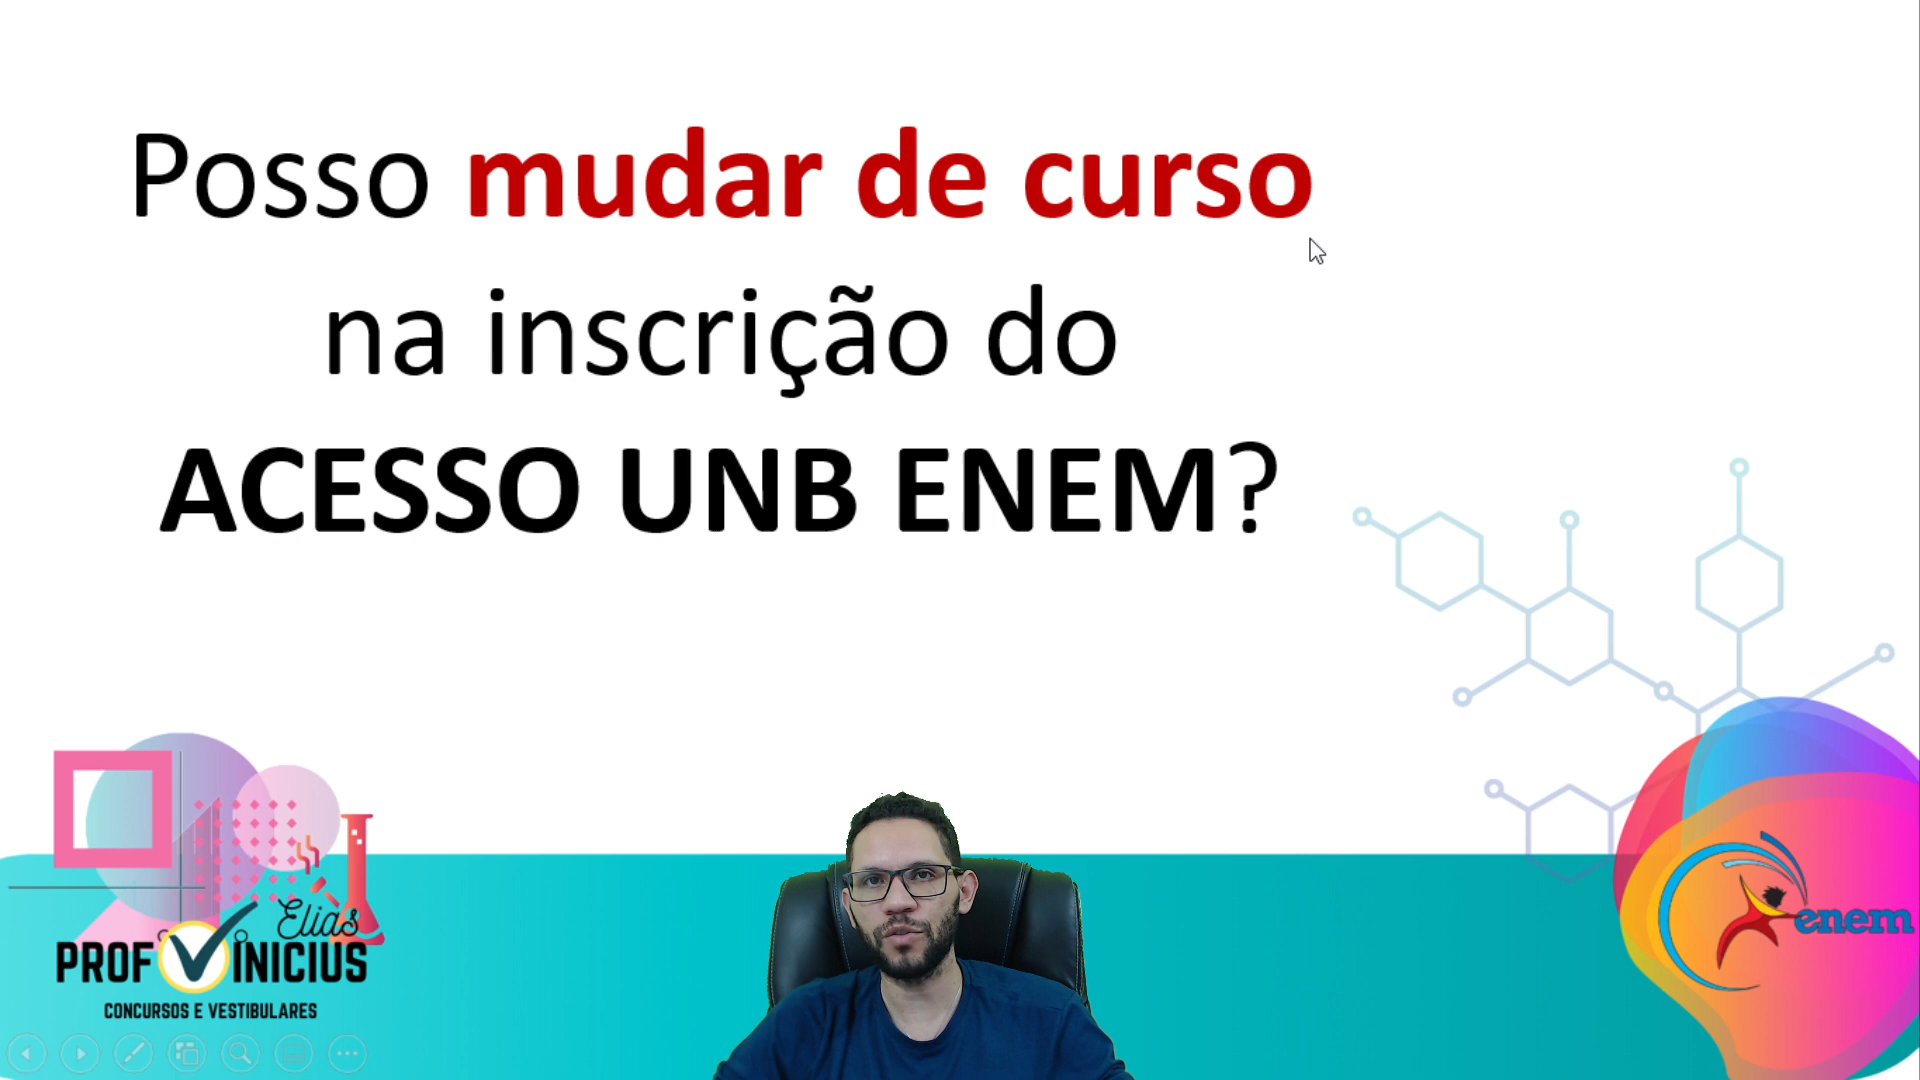 Posso mudar de curso
na inscrição do
ACESSO UNB ENEM?
Elias
PROF VINICIUS
CONCURSOS E VESTIBULARES
enem